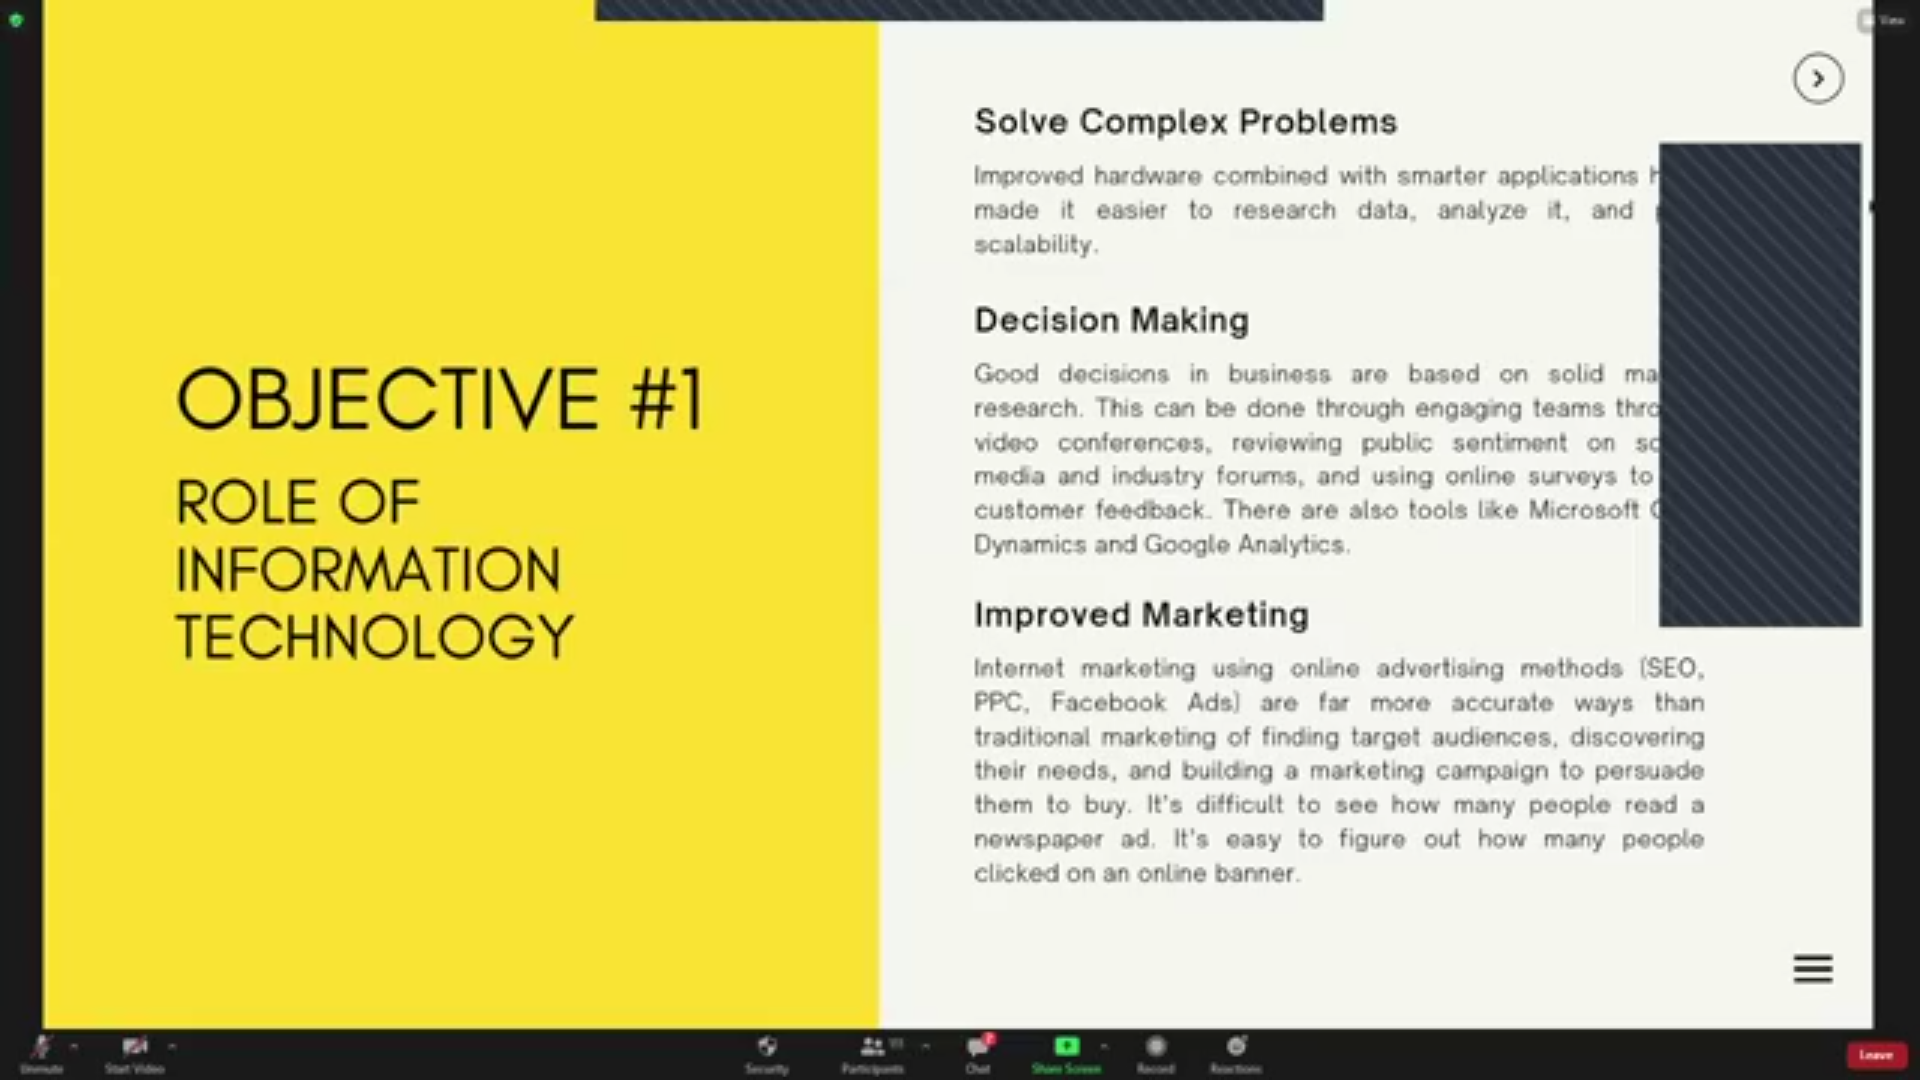 View
OBJECTIVE #1
ROLE OF
INFORMATION
TECHNOLOGY
Solve Complex Problems
Improved hardware combined with smarter applications
made it easier to research data, analyze it, and
scalability.
Decision Making
Good decisions in business are based on solid
research. This can be done through engaging teams
video conferences, reviewing public sentiment on
media and industry forums, and using online surveys to
customer feedback. There are also tools like Microsoft
Dynamics and Google Analytics.
Improved Marketing
Internet marketing using online advertising methods (SEO,
PPC, Facebook Ads) are far more accurate ways than
traditional marketing of finding target audiences, discovering
their needs, and building a marketing campaign to persuade
them to buy. It's difficult to see how many people read a
newspaper ad. It's easy to figure out how many people
clicked on an online banner.
Unmute
Start Video
Security
Participants
Chat
Share Screen
Record
Reactions
Leave